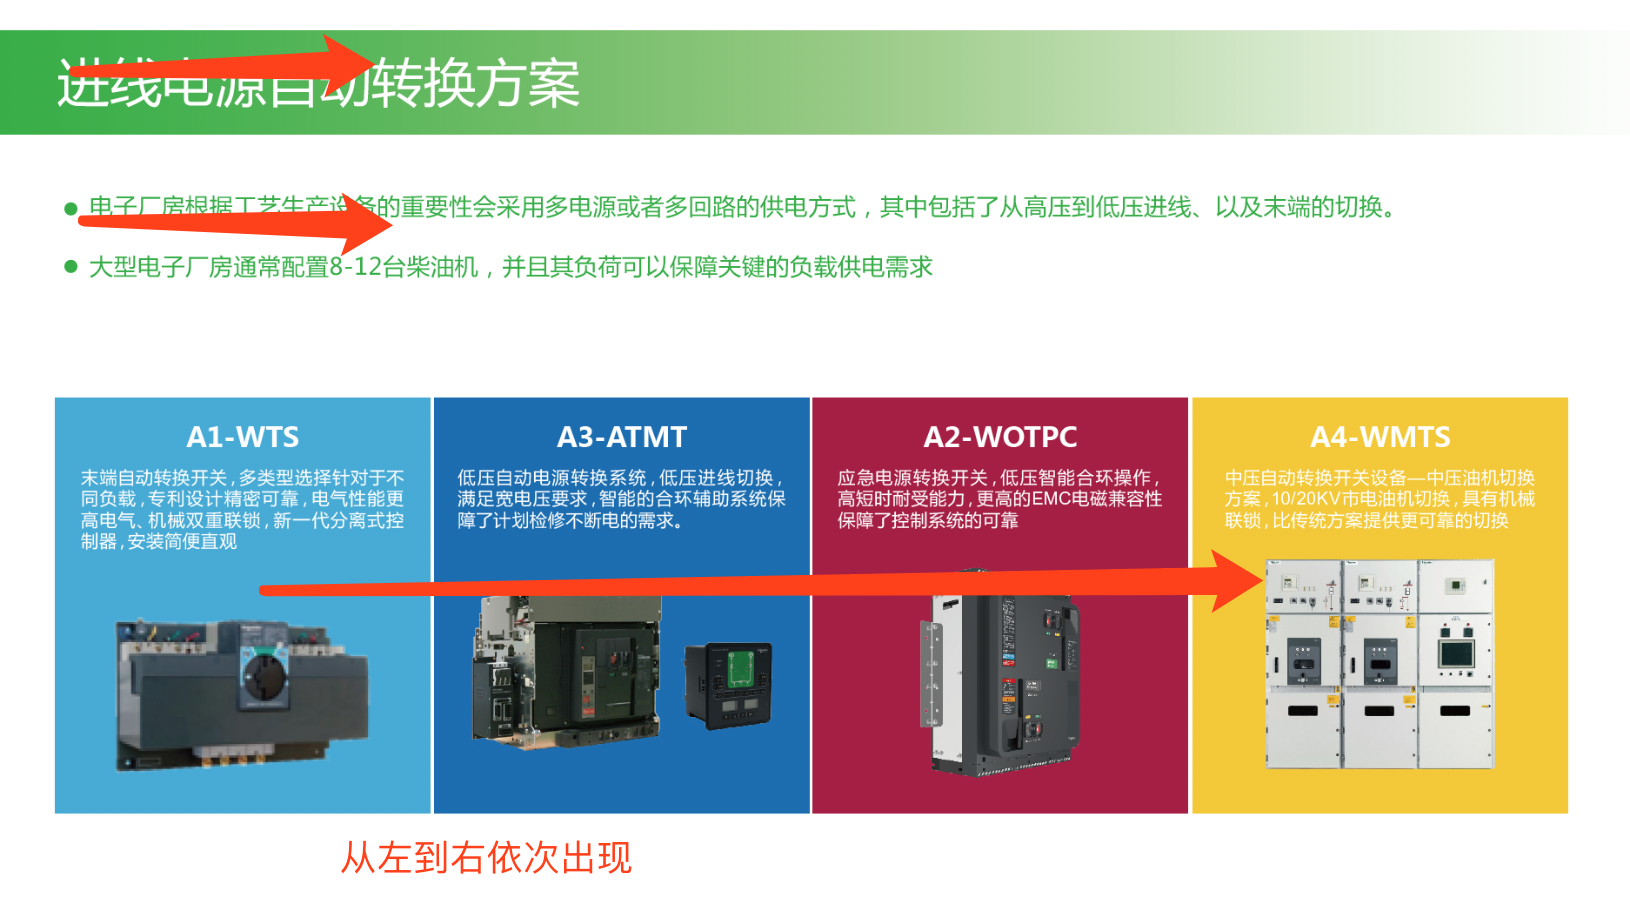 进线电源自动转换方案
电子厂房根据工艺生产设备的重要性会采用多电源或者多回路的供电方式，其中包括了从高压到低压进线、以及末端的切换。
大型电子厂房通常配置8-12台柴油机，并且其负荷可以保障关键的负载供电需求
A1-WTS
末端自动转换开关，多类型选择针对于不
同负载，专利设计精密可靠，电气性能更
高电气、机械双重联锁，新一代分离式控
制器，安装简便直观
A3-ATMT
低压自动电源转换系统，低压进线切换，
满足宽电压要求，智能的合环辅助系统保
障了计划检修不断电的需求。
A2-WOTPC
应急电源转换开关，低压智能合环操作，
高短时耐受能力，更高的EMC电磁兼容性
保障了控制系统的可靠
A4-WMTS
中压自动转换开关设备—中压油机切换
方案，10/20KV市电油机切换，具有机械
联锁，比传统方案提供更可靠的切换
从左到右依次出现